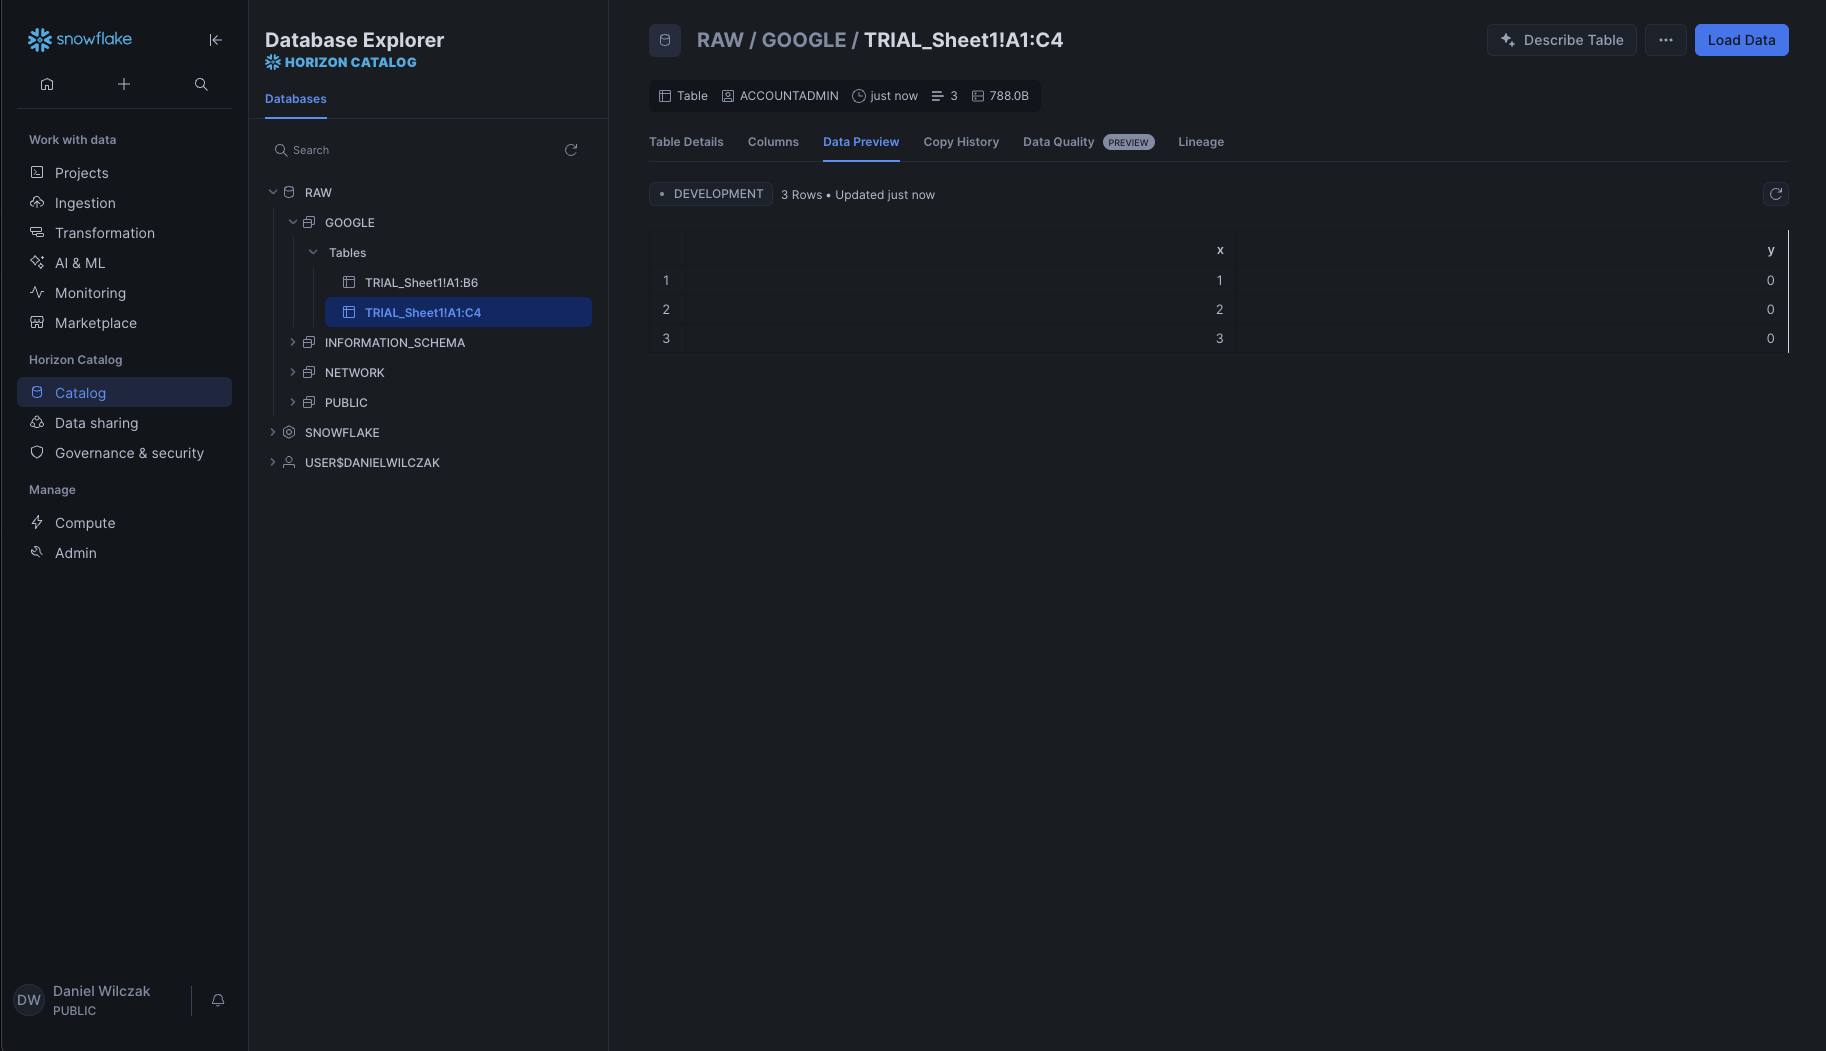 snowflake
Work with data
Projects
Ingestion
Transformation
AI & ML
Monitoring
Marketplace
Horizon Catalog
Catalog
Data sharing
Governance & security
Manage
Compute
Admin
DW
Daniel Wilczak
PUBLIC
Database Explorer
HORIZON CATALOG
Databases
Search
RAW
GOOGLE
Tables
TRIAL_Sheet1!A1:B6
TRIAL_Sheet1!A1:C4
INFORMATION_SCHEMA
NETWORK
PUBLIC
SNOWFLAKE
USER$DANIELWILCZAK
RAW / GOOGLE / TRIAL_Sheet1!A1:C4
Describe Table
...
Load Data
Table ACCOUNTADMIN just now 3 788.0B
Table Details Columns Data Preview Copy History Data Quality PREVIEW Lineage
• DEVELOPMENT 3 Rows • Updated just now
x y
1 1 0
2 2 0
3 3 0